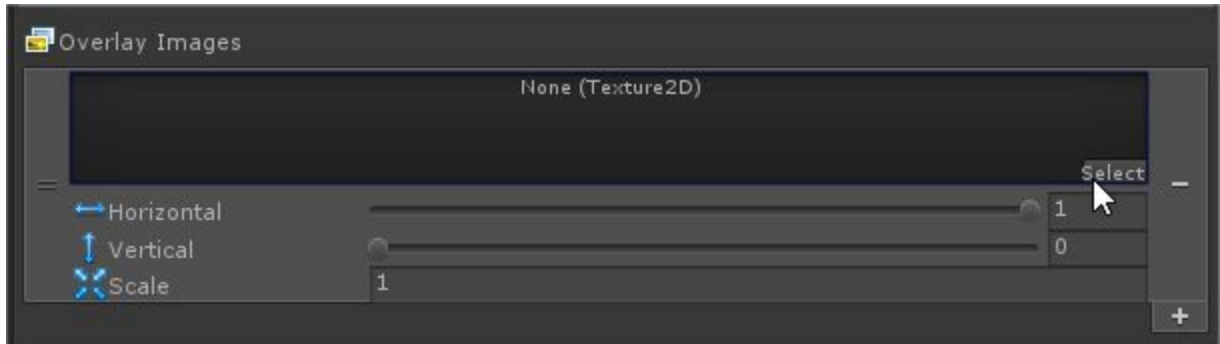 Overlay Images
None (Texture2D)
Select
Horizontal 1
Vertical 0
Scale 1